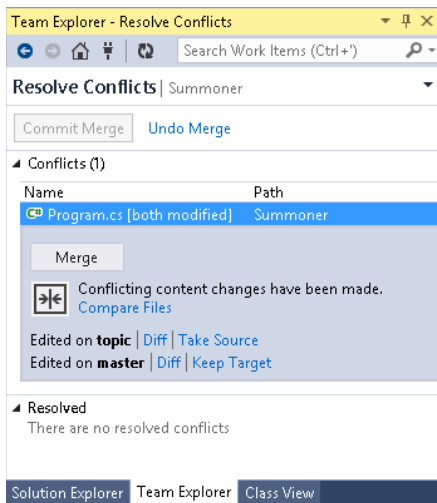 Team Explorer - Resolve Conflicts
Search Work Items (Ctrl+')
Resolve Conflicts | Summoner
Commit Merge Undo Merge
Conflicts (1)
Name Path
C# Program.cs [both modified] Summoner
Merge
Conflicting content changes have been made.
Compare Files
Edited on topic | Diff | Take Source
Edited on master | Diff | Keep Target
Resolved
There are no resolved conflicts
Solution Explorer Team Explorer Class View